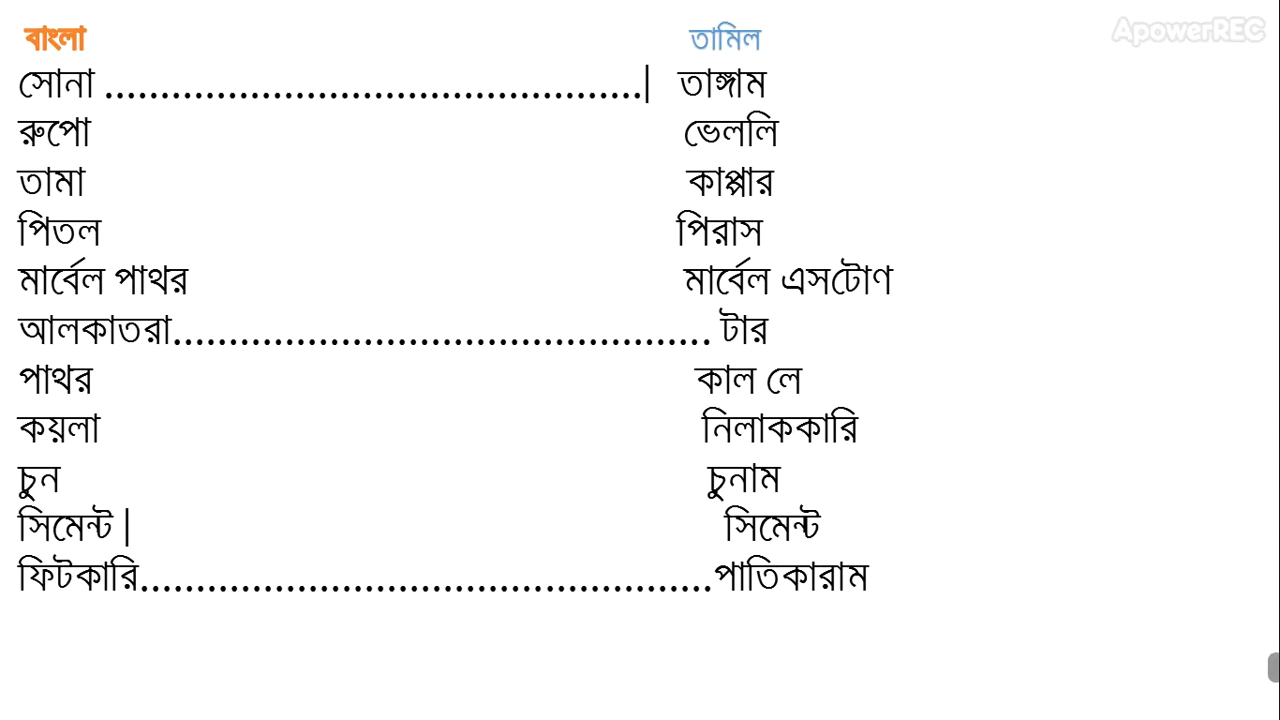 বাংলা তামিল ApowerREC
সোনা ................................................| তাঙ্গাম
রুপো ভেললি
তামা কাপ্পার
পিতল পিরাস
মার্বেল পাথর মার্বেল এসটোণ
আলকাতরা................................................ টার
পাথর কাল লে
কয়লা নিলাককারি
চুন চুনাম
সিমেন্ট | সিমেন্ট
ফিটকারি...................................................পাতিকারাম